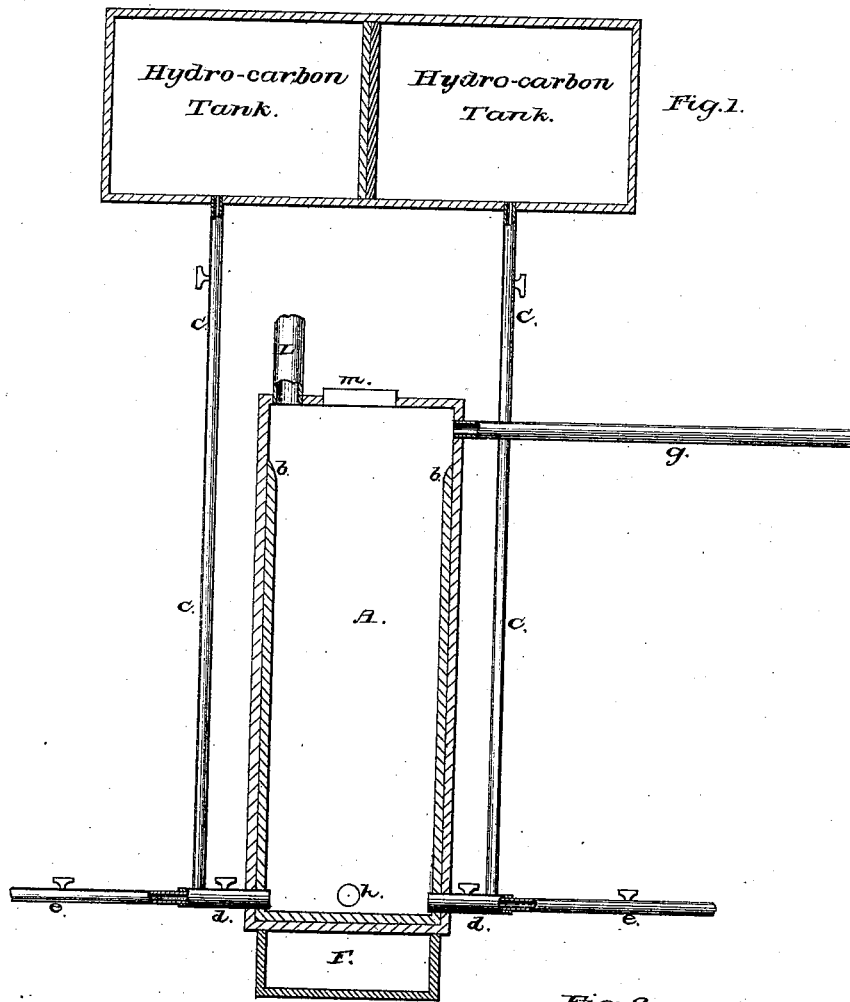 Hydro-carbon
Tank.
Hydro-carbon
Tank.
Fig.1.
c.
c.
L
m.
g.
b.
b.
c.
A.
c.
h.
e.
d.
d.
e.
F.